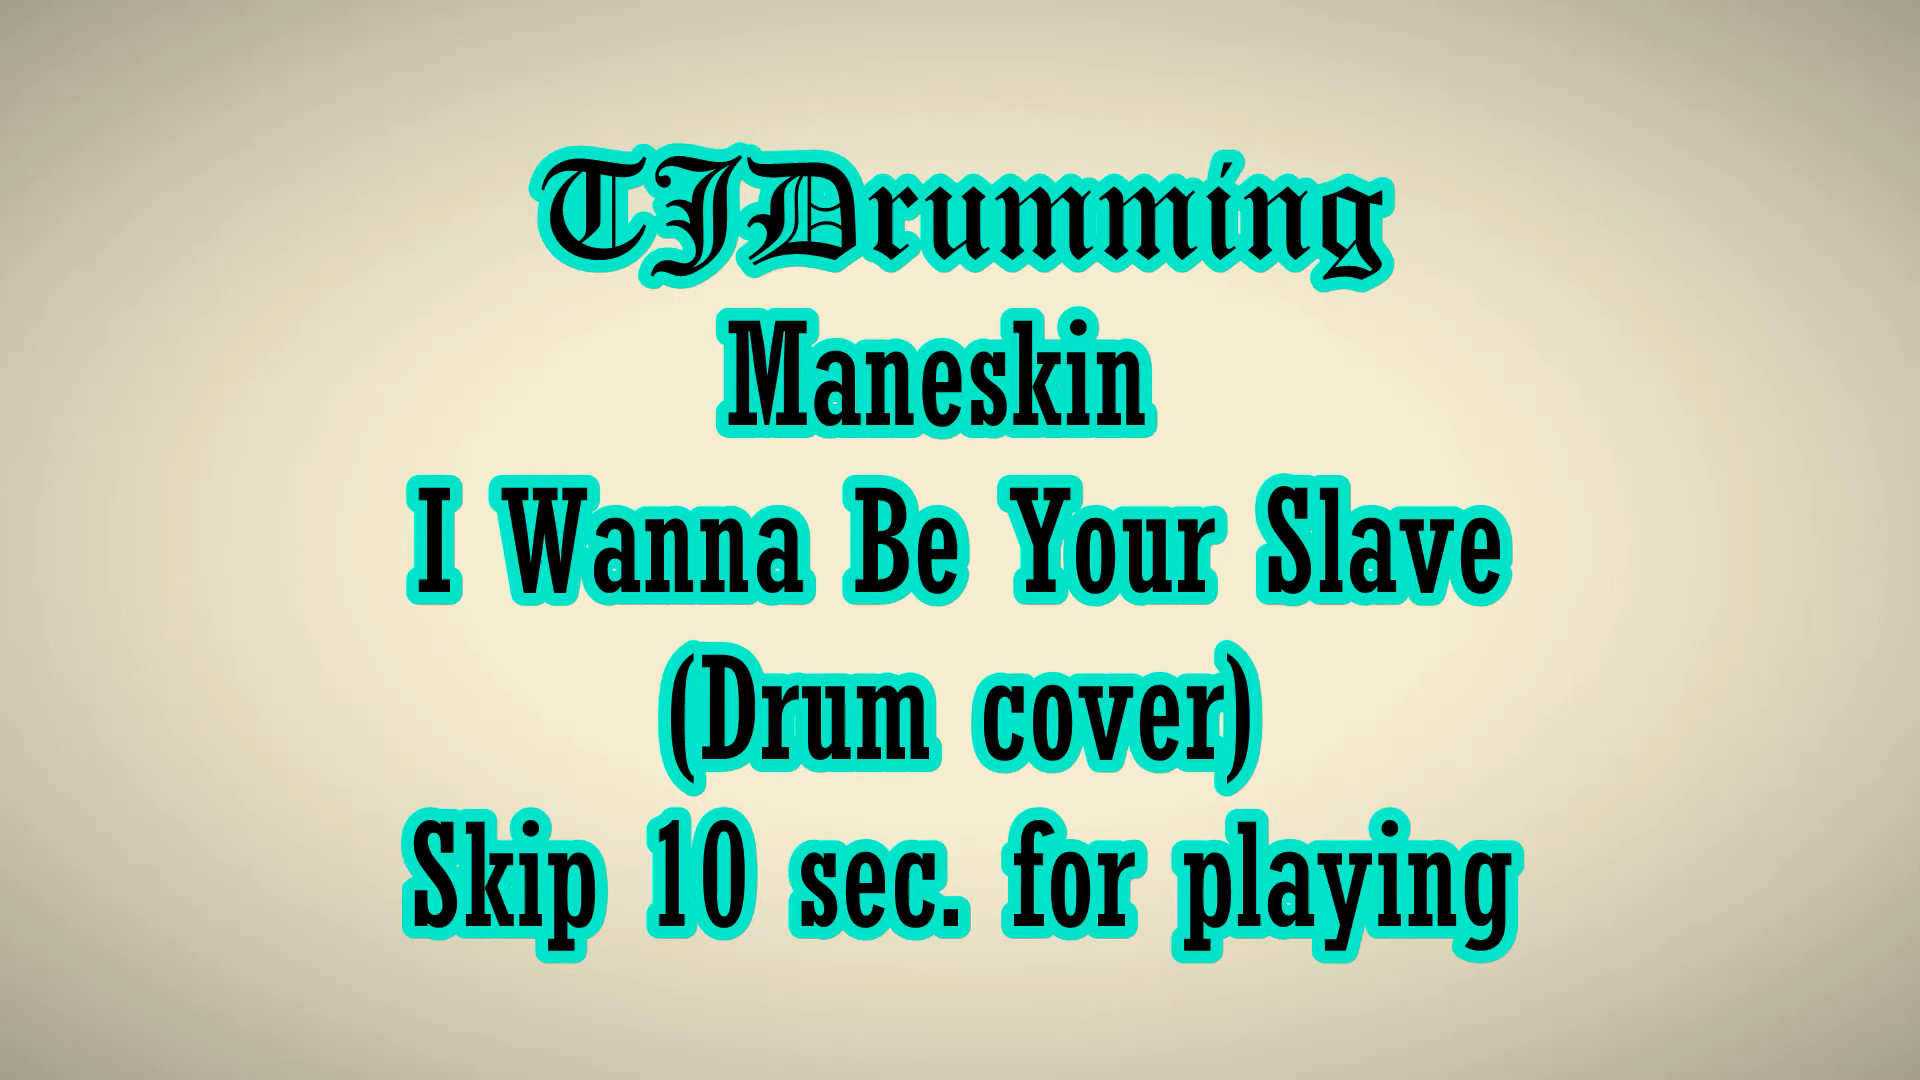 TJDrumming
Maneskin
I Wanna Be Your Slave
(Drum cover)
Skip 10 sec. for playing